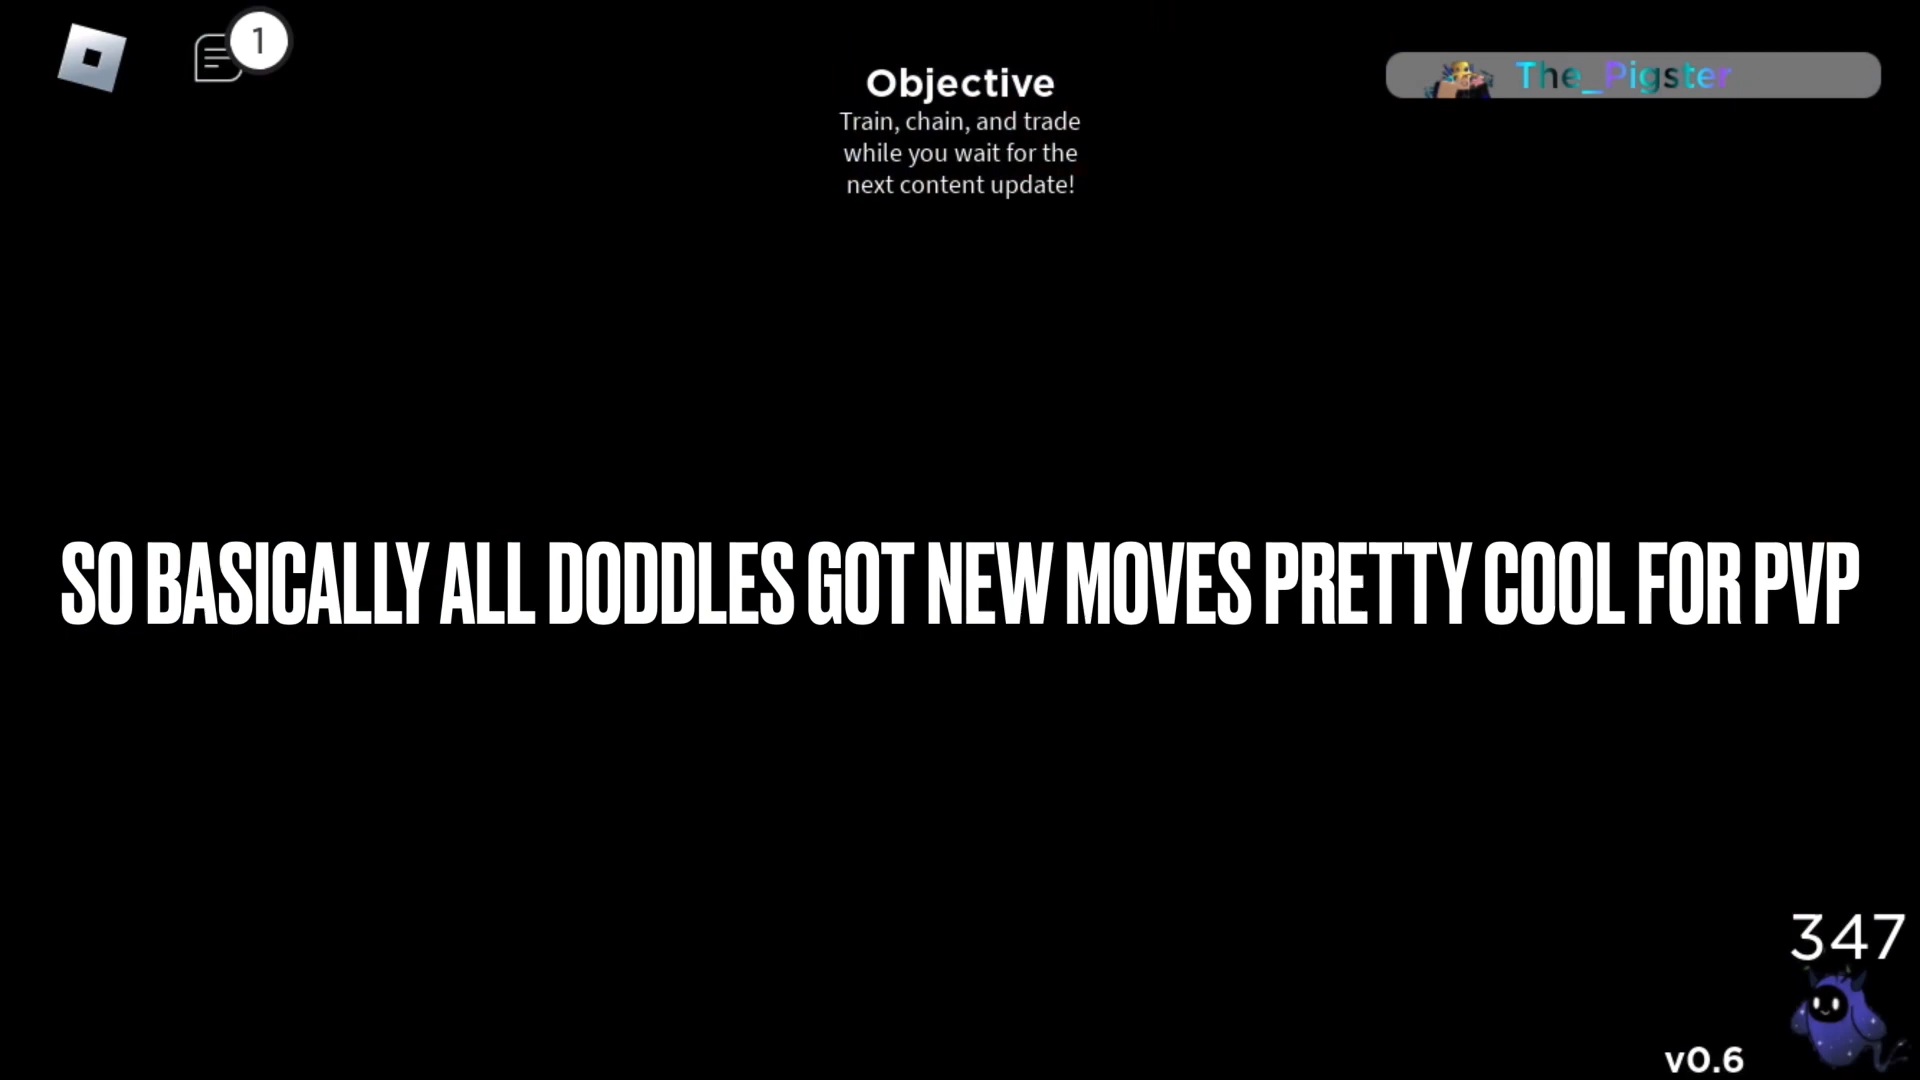 1
Objective
The_Pigster
Train, chain, and trade
while you wait for the
next content update!
SO BASICALLY ALL DODDLES GOT NEW MOVES PRETTY COOL FOR PVP
347
v0.6